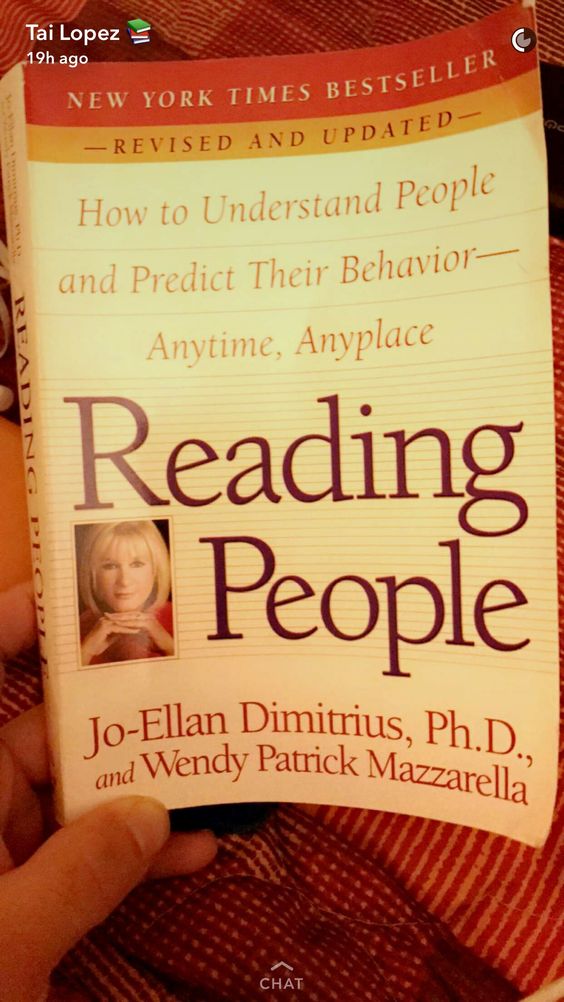 Tai Lopez 📚
19h ago
NEW YORK TIMES BESTSELLER
—REVISED AND UPDATED—
How to Understand People
and Predict Their Behavior—
Anytime, Anyplace
Reading
People
Jo-Ellan Dimitrius, Ph.D.,
and Wendy Patrick Mazzarella
READING PEOPLE
CHAT